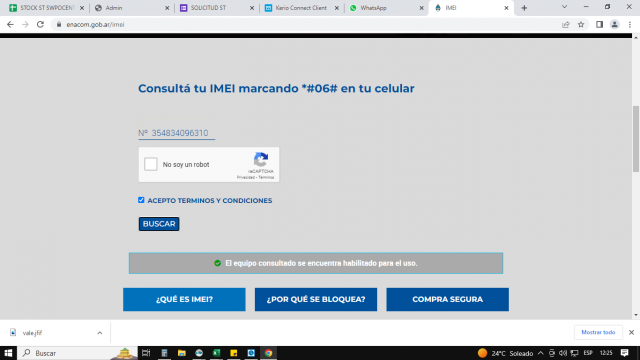 STOCK ST SWPOCENT
Admin
SOLICITUD ST
Kerio Connect Client
WhatsApp
IMEI
enacom.gob.ar/imei
Consultá tu IMEI marcando *#06# en tu celular
Nº 354834096310
No soy un robot
reCAPTCHA
Privacidad - Términos
ACEPTO TERMINOS Y CONDICIONES
BUSCAR
El equipo consultado se encuentra habilitado para el uso.
¿QUÉ ES IMEI?
¿POR QUÉ SE BLOQUEA?
COMPRA SEGURA
vale.jfif
Mostrar todo
Buscar
24°C Soleado
ESP
12:25